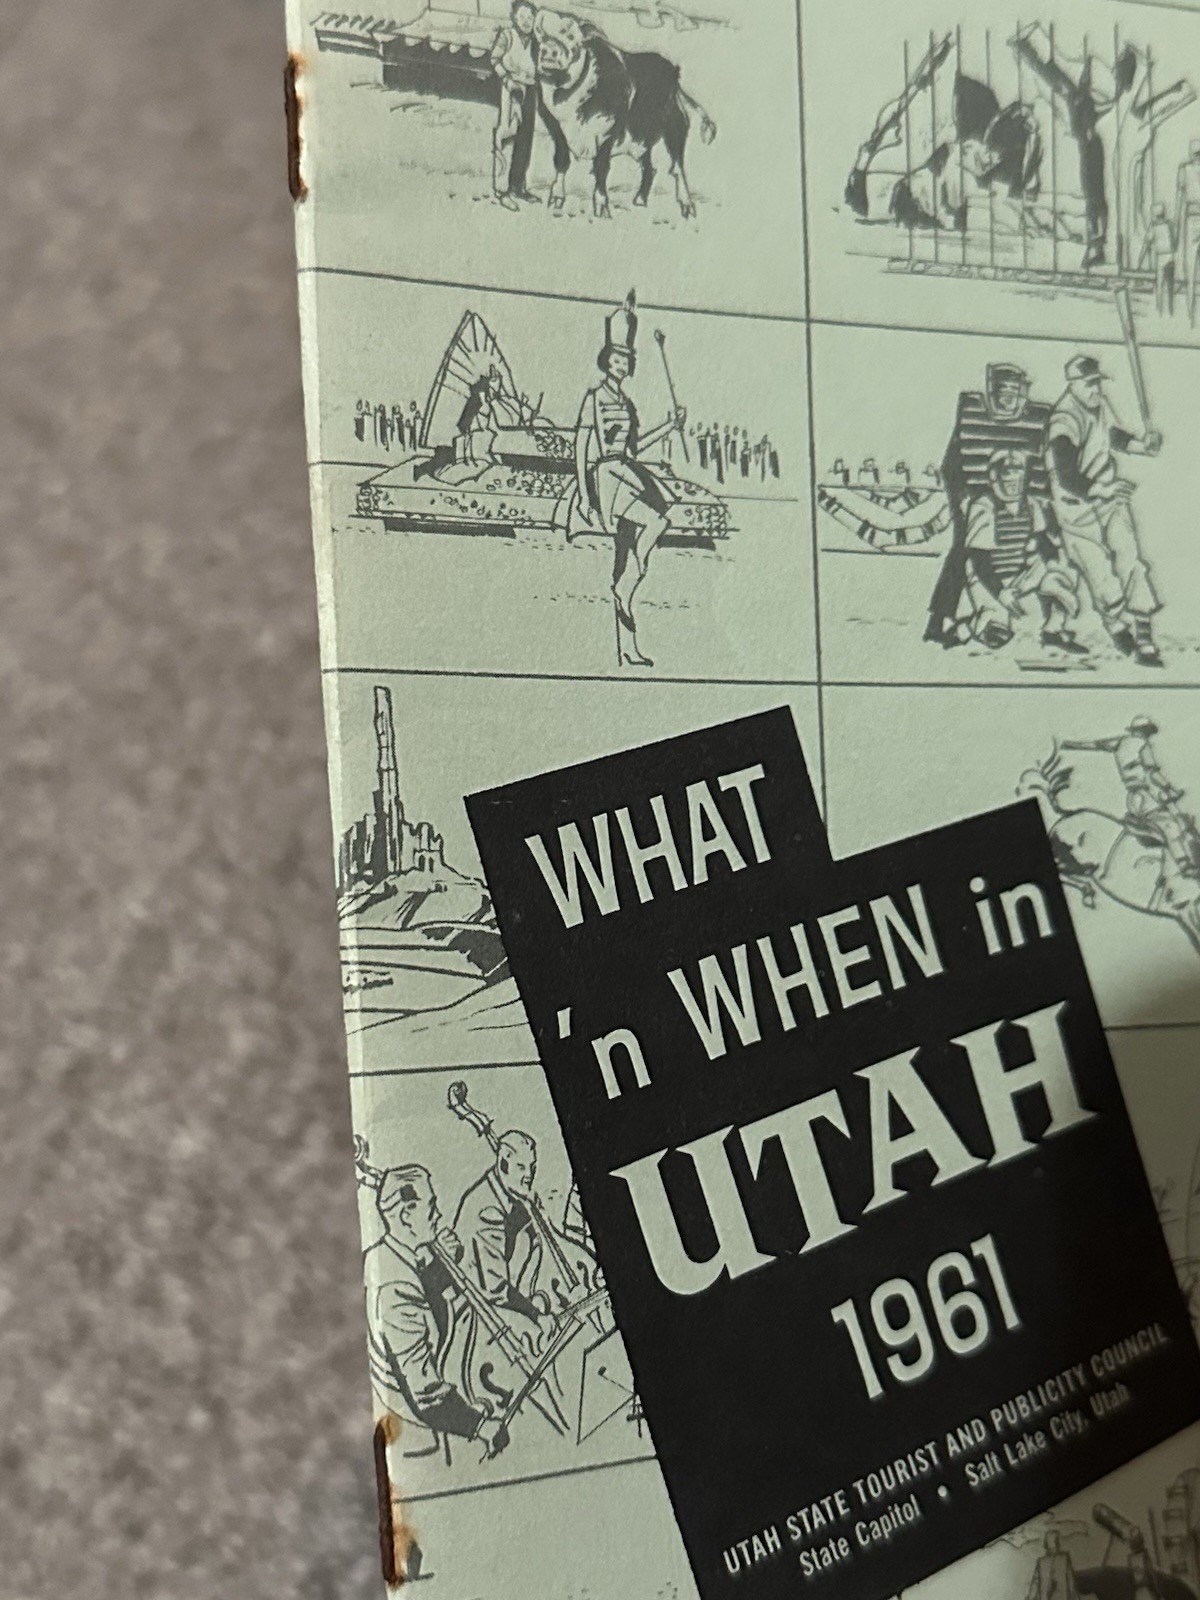 WHAT
'n WHEN in
UTAH
1961
UTAH STATE TOURIST AND PUBLICITY COUNCIL
State Capitol • Salt Lake City, Utah